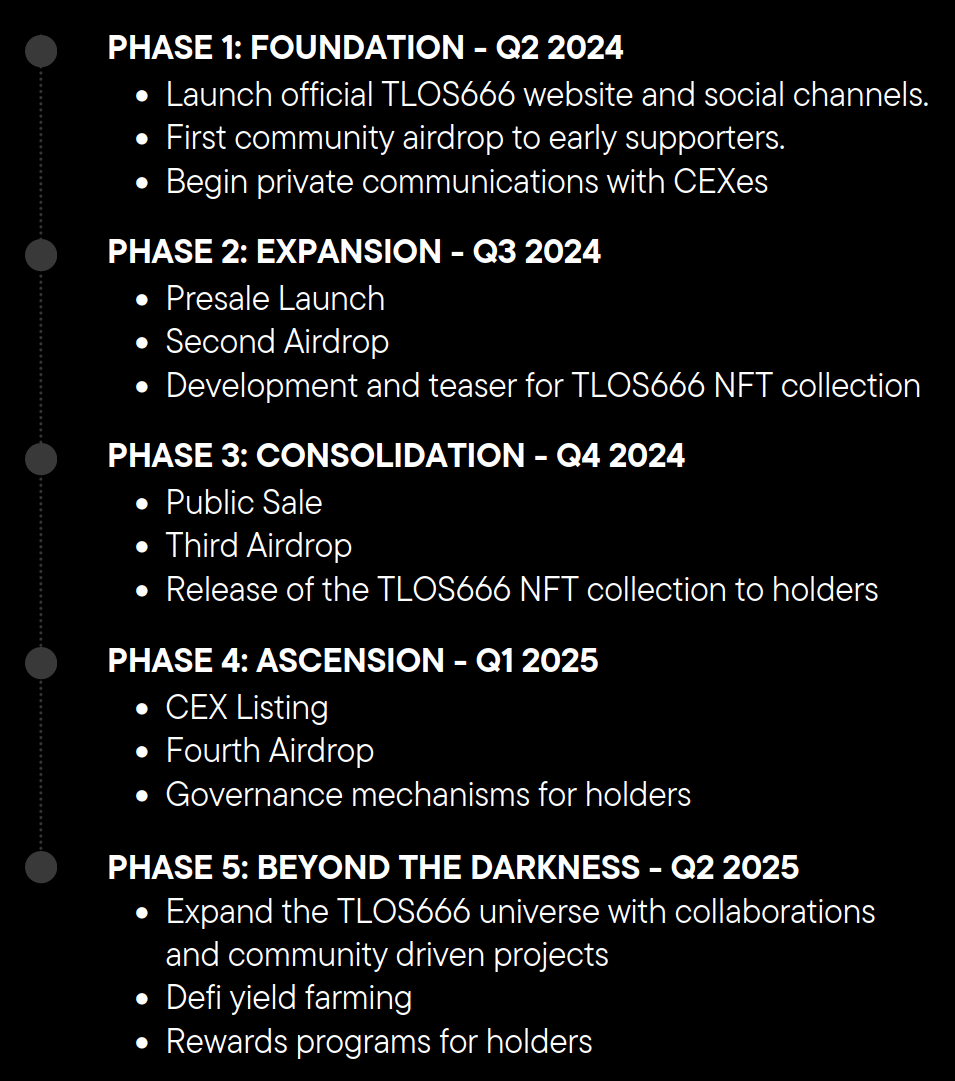 PHASE 1: FOUNDATION - Q2 2024
• Launch official TLOS666 website and social channels.
• First community airdrop to early supporters.
• Begin private communications with CEXes
PHASE 2: EXPANSION - Q3 2024
• Presale Launch
• Second Airdrop
• Development and teaser for TLOS666 NFT collection
PHASE 3: CONSOLIDATION - Q4 2024
• Public Sale
• Third Airdrop
• Release of the TLOS666 NFT collection to holders
PHASE 4: ASCENSION - Q1 2025
• CEX Listing
• Fourth Airdrop
• Governance mechanisms for holders
PHASE 5: BEYOND THE DARKNESS - Q2 2025
• Expand the TLOS666 universe with collaborations
and community driven projects
• Defi yield farming
• Rewards programs for holders